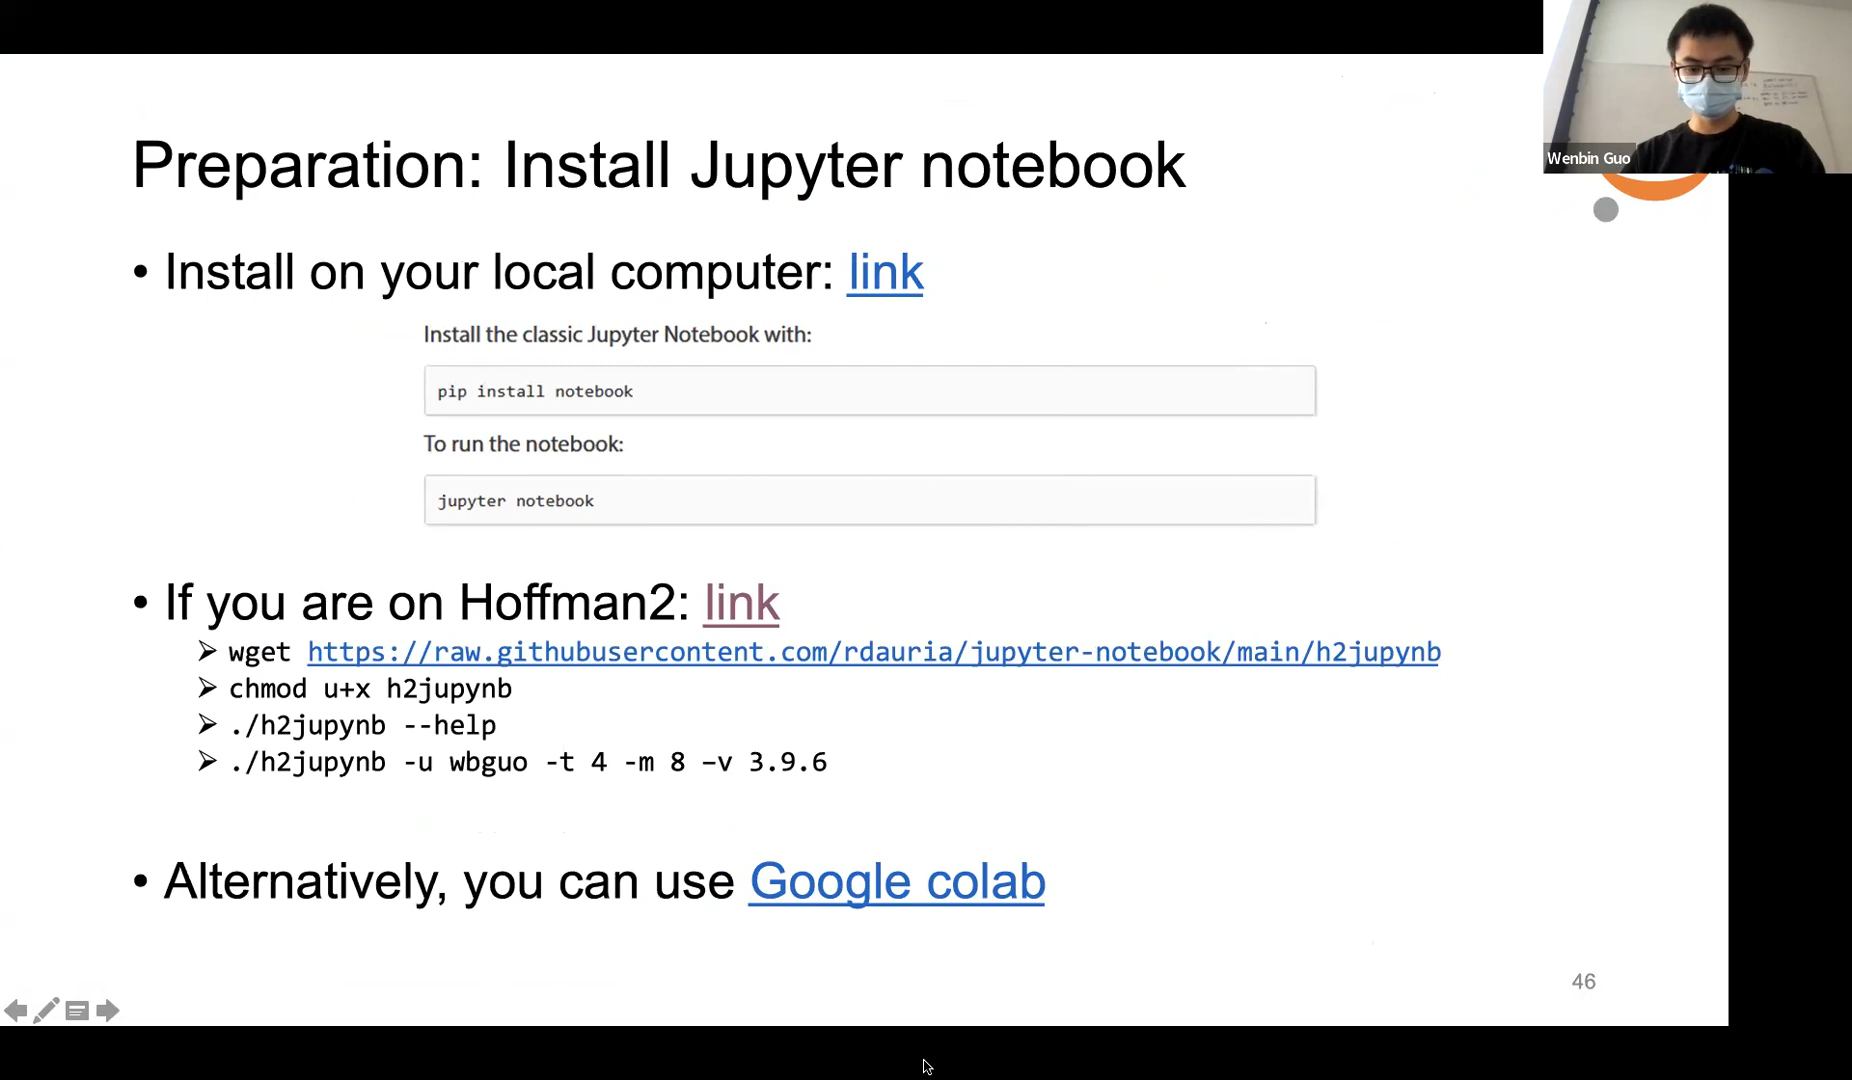 Wenbin Guo
Preparation: Install Jupyter notebook
• Install on your local computer: link
Install the classic Jupyter Notebook with:
pip install notebook
To run the notebook:
jupyter notebook
• If you are on Hoffman2: link
➢ wget https://raw.githubusercontent.com/rdauria/jupyter-notebook/main/h2jupynb
➢ chmod u+x h2jupynb
➢ ./h2jupynb --help
➢ ./h2jupynb -u wbguo -t 4 -m 8 –v 3.9.6
• Alternatively, you can use Google colab
46